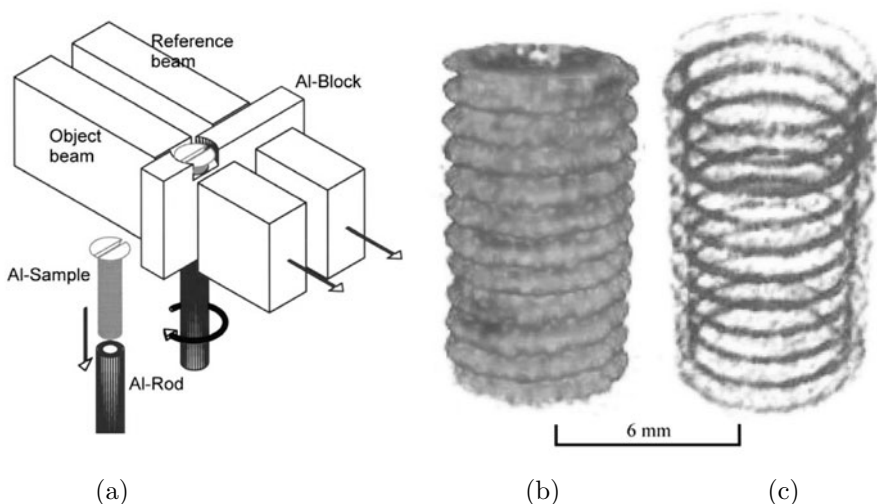 Reference
beam
Al-Block
Object
beam
Al-Sample
Al-Rod
6 mm
(a)
(b)
(c)